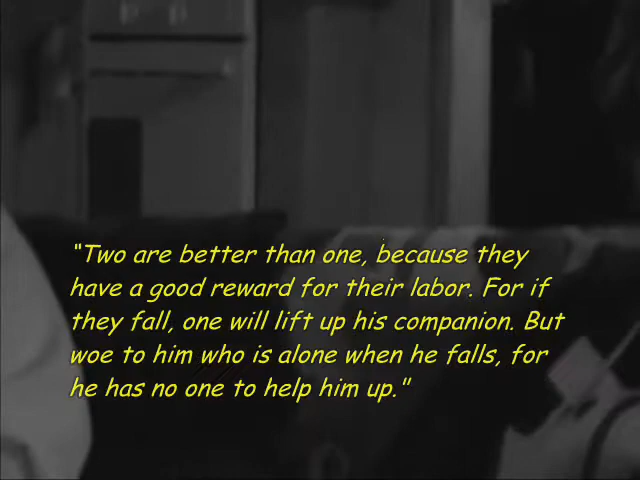 "Two are better than one, because they
have a good reward for their labor. For if
they fall, one will lift up his companion. But
woe to him who is alone when he falls, for
he has no one to help him up."